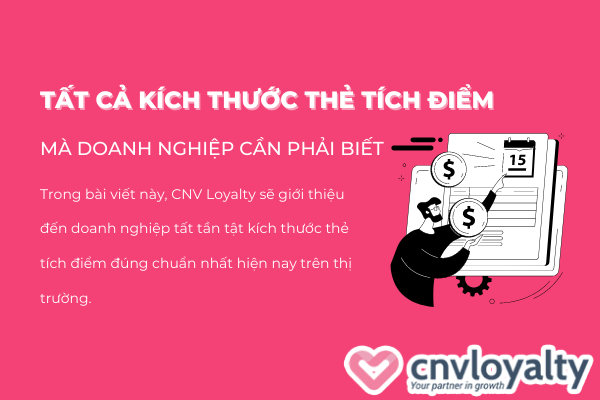 TẤT CẢ KÍCH THƯỚC THẺ TÍCH ĐIỂM
MÀ DOANH NGHIỆP CẦN PHẢI BIẾT
Trong bài viết này, CNV Loyalty sẽ giới thiệu
đến doanh nghiệp tất tần tật kích thước thẻ
tích điểm đúng chuẩn nhất hiện nay trên thị
trường.
15
$
$
cnvloyalty
Your partner in growth